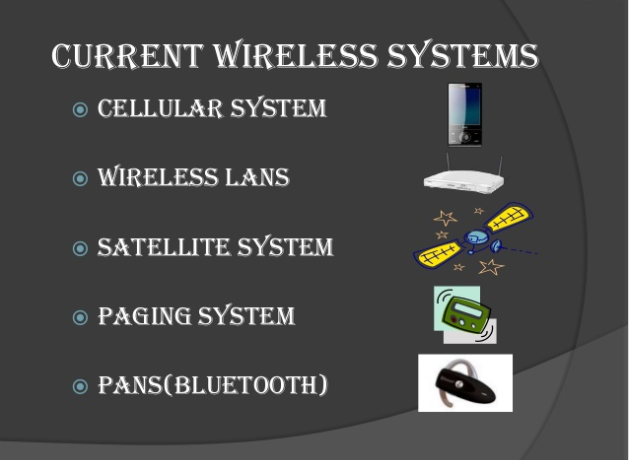 CURRENT WIRELESS SYSTEMS
CELLULAR SYSTEM
WIRELESS LANS
SATELLITE SYSTEM
PAGING SYSTEM
PANS(BLUETOOTH)